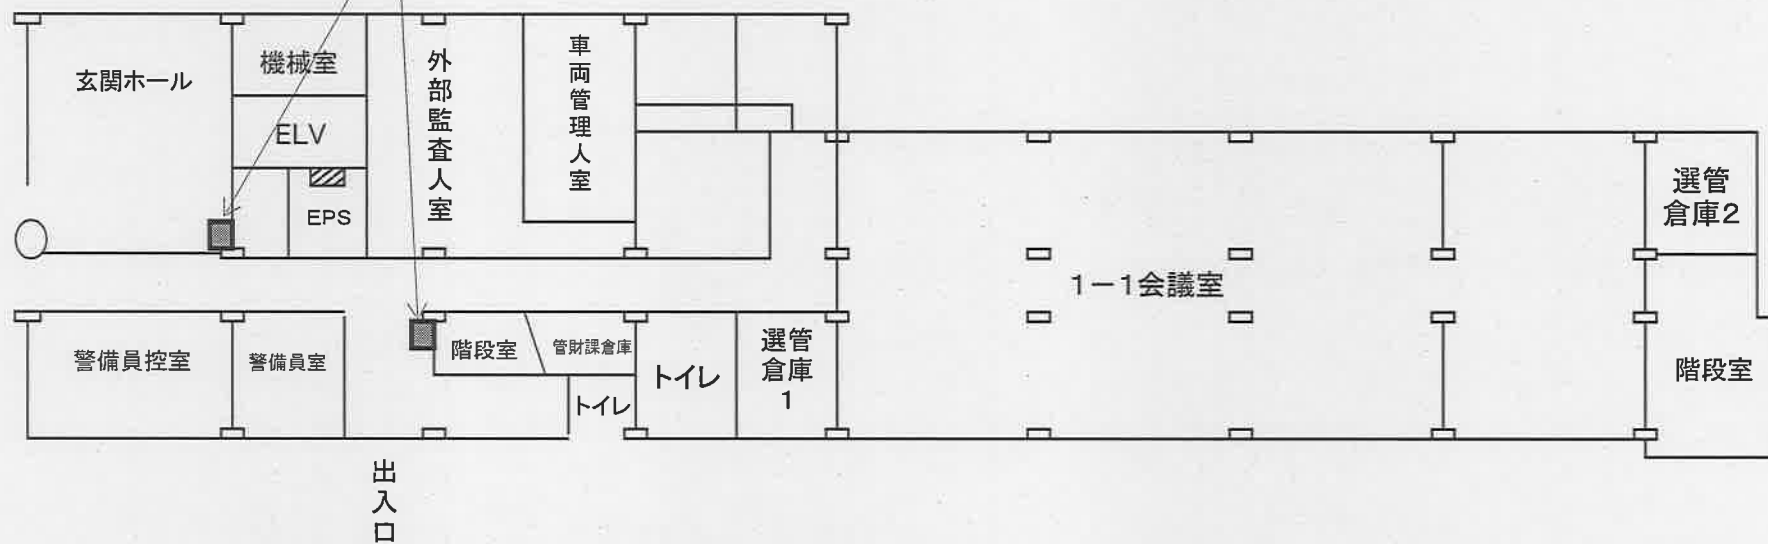 玄関ホール
機械室
ELV
EPS
外部監査人室
車両管理人室
選管
倉庫2
1－1会議室
警備員控室
警備員室
階段室
管財課倉庫
トイレ
トイレ
選管
倉庫
1
階段室
出入口